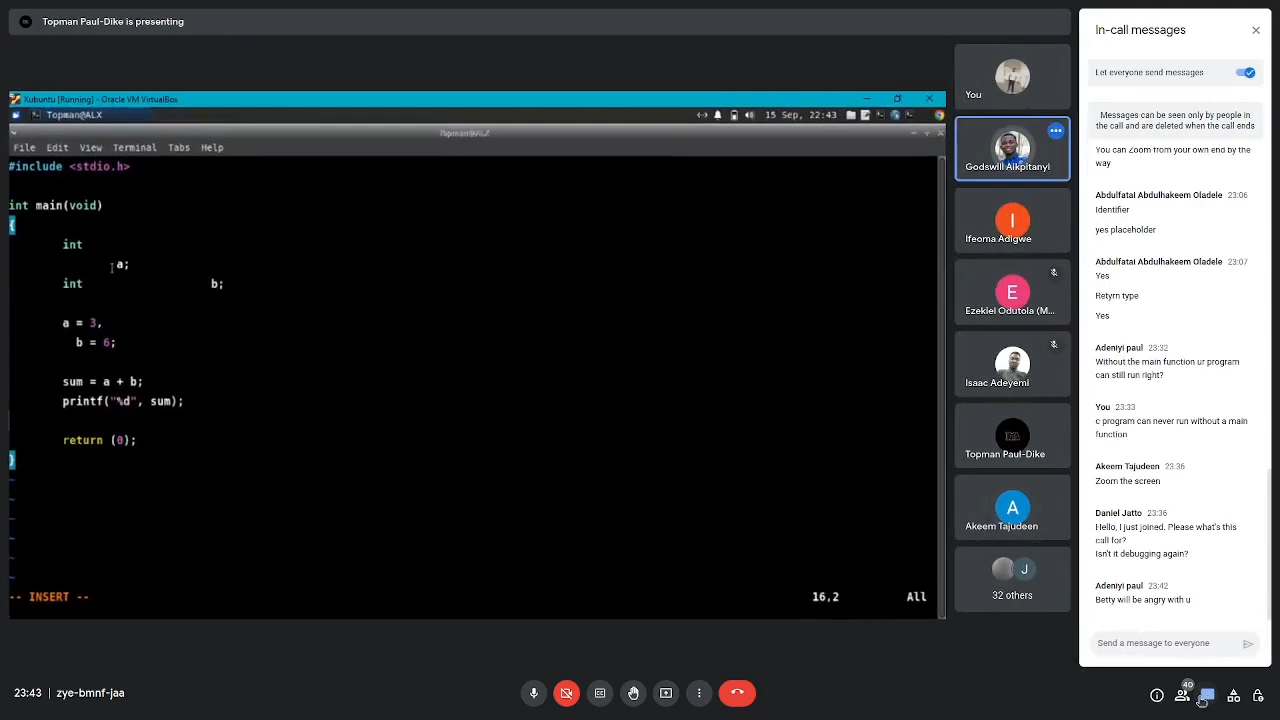 Topman Paul-Dike is presenting
Xubuntu [Running] - Oracle VM VirtualBox
Topman@ALX
15 Sep, 22:43
Topman@ALX
File Edit View Terminal Tabs Help
#include <stdio.h>
int main(void)
{
int
a;
int b;
a = 3,
b = 6;
sum = a + b;
printf("%d", sum);
return (0);
}
~
~
~
~
~
~
-- INSERT --
16,2
All
You
Godswill Aikpitanyi
I
Ifeoma Adigwe
E
Ezekiel Odutola (M...
Isaac Adeyemi
Topman Paul-Dike
A
Akeem Tajudeen
J
32 others
In-call messages
Let everyone send messages
Messages can be seen only by people in
the call and are deleted when the call ends
You can Zoom from your own end by the
way
Abdulfatai Abdulhakeem Oladele 23:06
Identifier
yes placeholder
Abdulfatai Abdulhakeem Oladele 23:07
Yes
Retyrn type
Yes
Adeniyi paul 23:32
Without the main function ur program
can still run right?
You 23:33
c program can never run without a main
function
Akeem Tajudeen 23:36
Zoom the screen
Daniel Jatto 23:36
Hello, I just joined. Please what's this
call for?
Isn't it debugging again?
Adeniyi paul 23:42
Betty will be angry with u
Send a message to everyone
23:43 | zye-bmnf-jaa
40